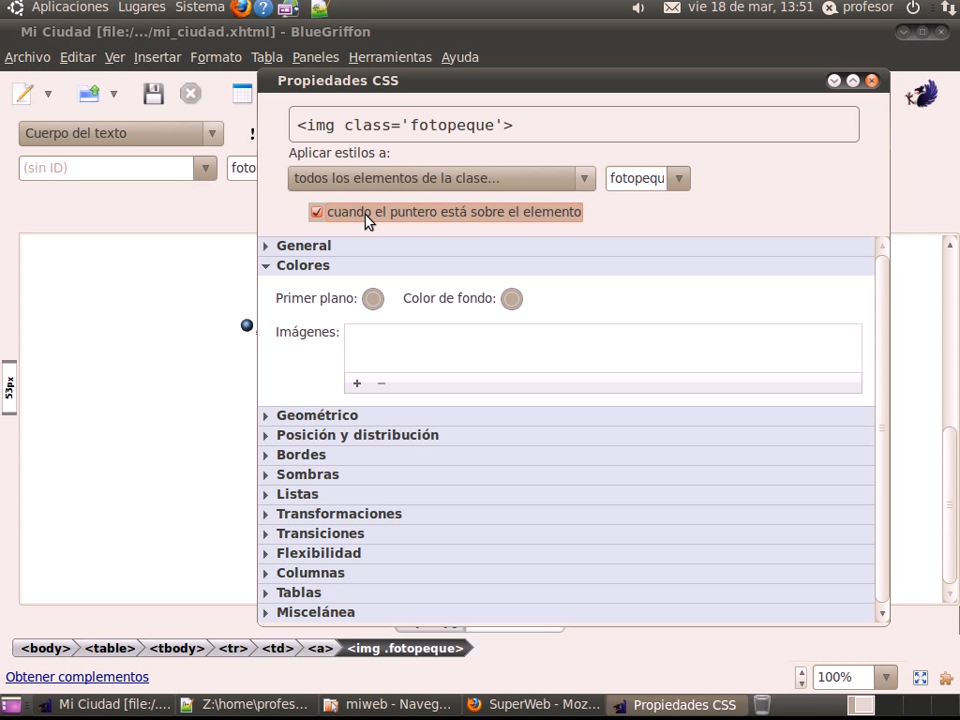 Aplicaciones Lugares Sistema vie 18 de mar, 13:51 profesor
Mi Ciudad [file:/.../mi_ciudad.xhtml] - BlueGriffon
Archivo Editar Ver Insertar Formato Tabla Paneles Herramientas Ayuda
Propiedades CSS
<img class='fotopeque'>
Cuerpo del texto !
Aplicar estilos a:
(sin ID) foto
todos los elementos de la clase... fotopequ
cuando el puntero está sobre el elemento
General
Colores
Primer plano: Color de fondo:
Imágenes:
+ −
53px
Geométrico
Posición y distribución
Bordes
Sombras
Listas
Transformaciones
Transiciones
Flexibilidad
Columnas
Tablas
Miscelánea
<body> <table> <tbody> <tr> <td> <a> <img .fotopeque>
Obtener complementos 100%
Mi Ciudad [file:/.... Z:\home\profes... miweb - Naveg... SuperWeb - Moz... Propiedades CSS